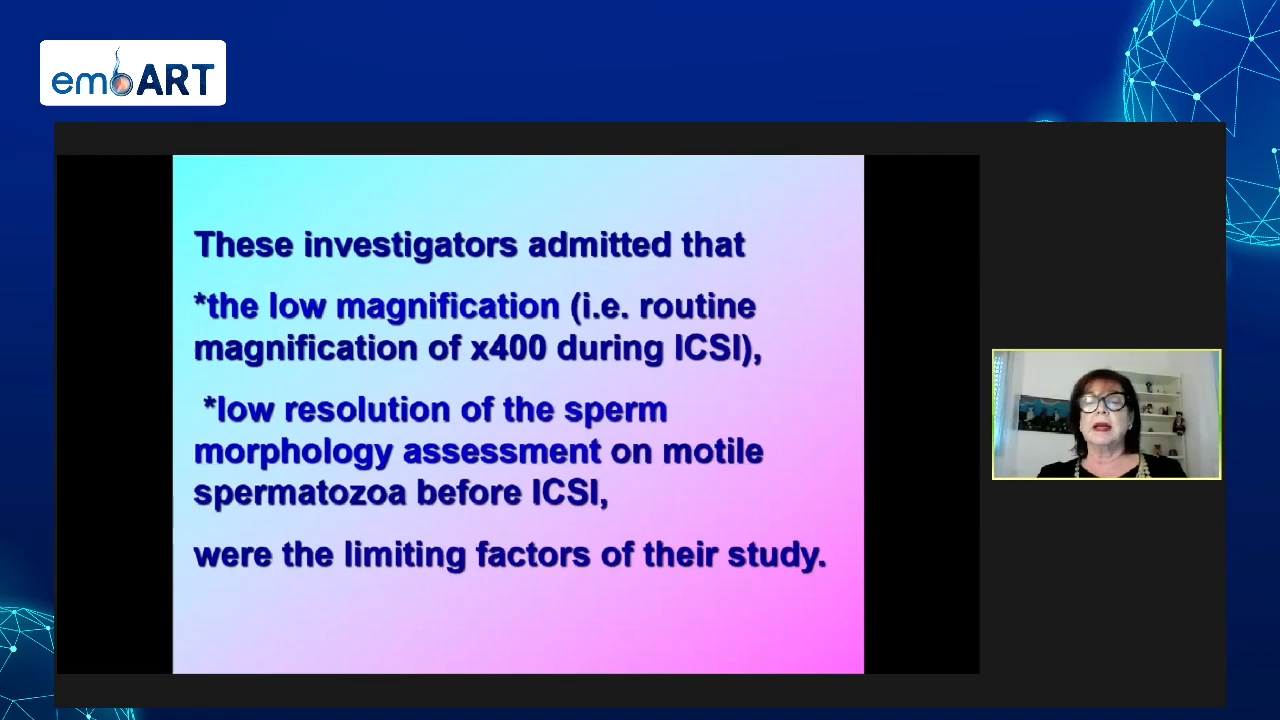 embART
These investigators admitted that
*the low magnification (i.e. routine
magnification of x400 during ICSI),
*low resolution of the sperm
morphology assessment on motile
spermatozoa before ICSI,
were the limiting factors of their study.